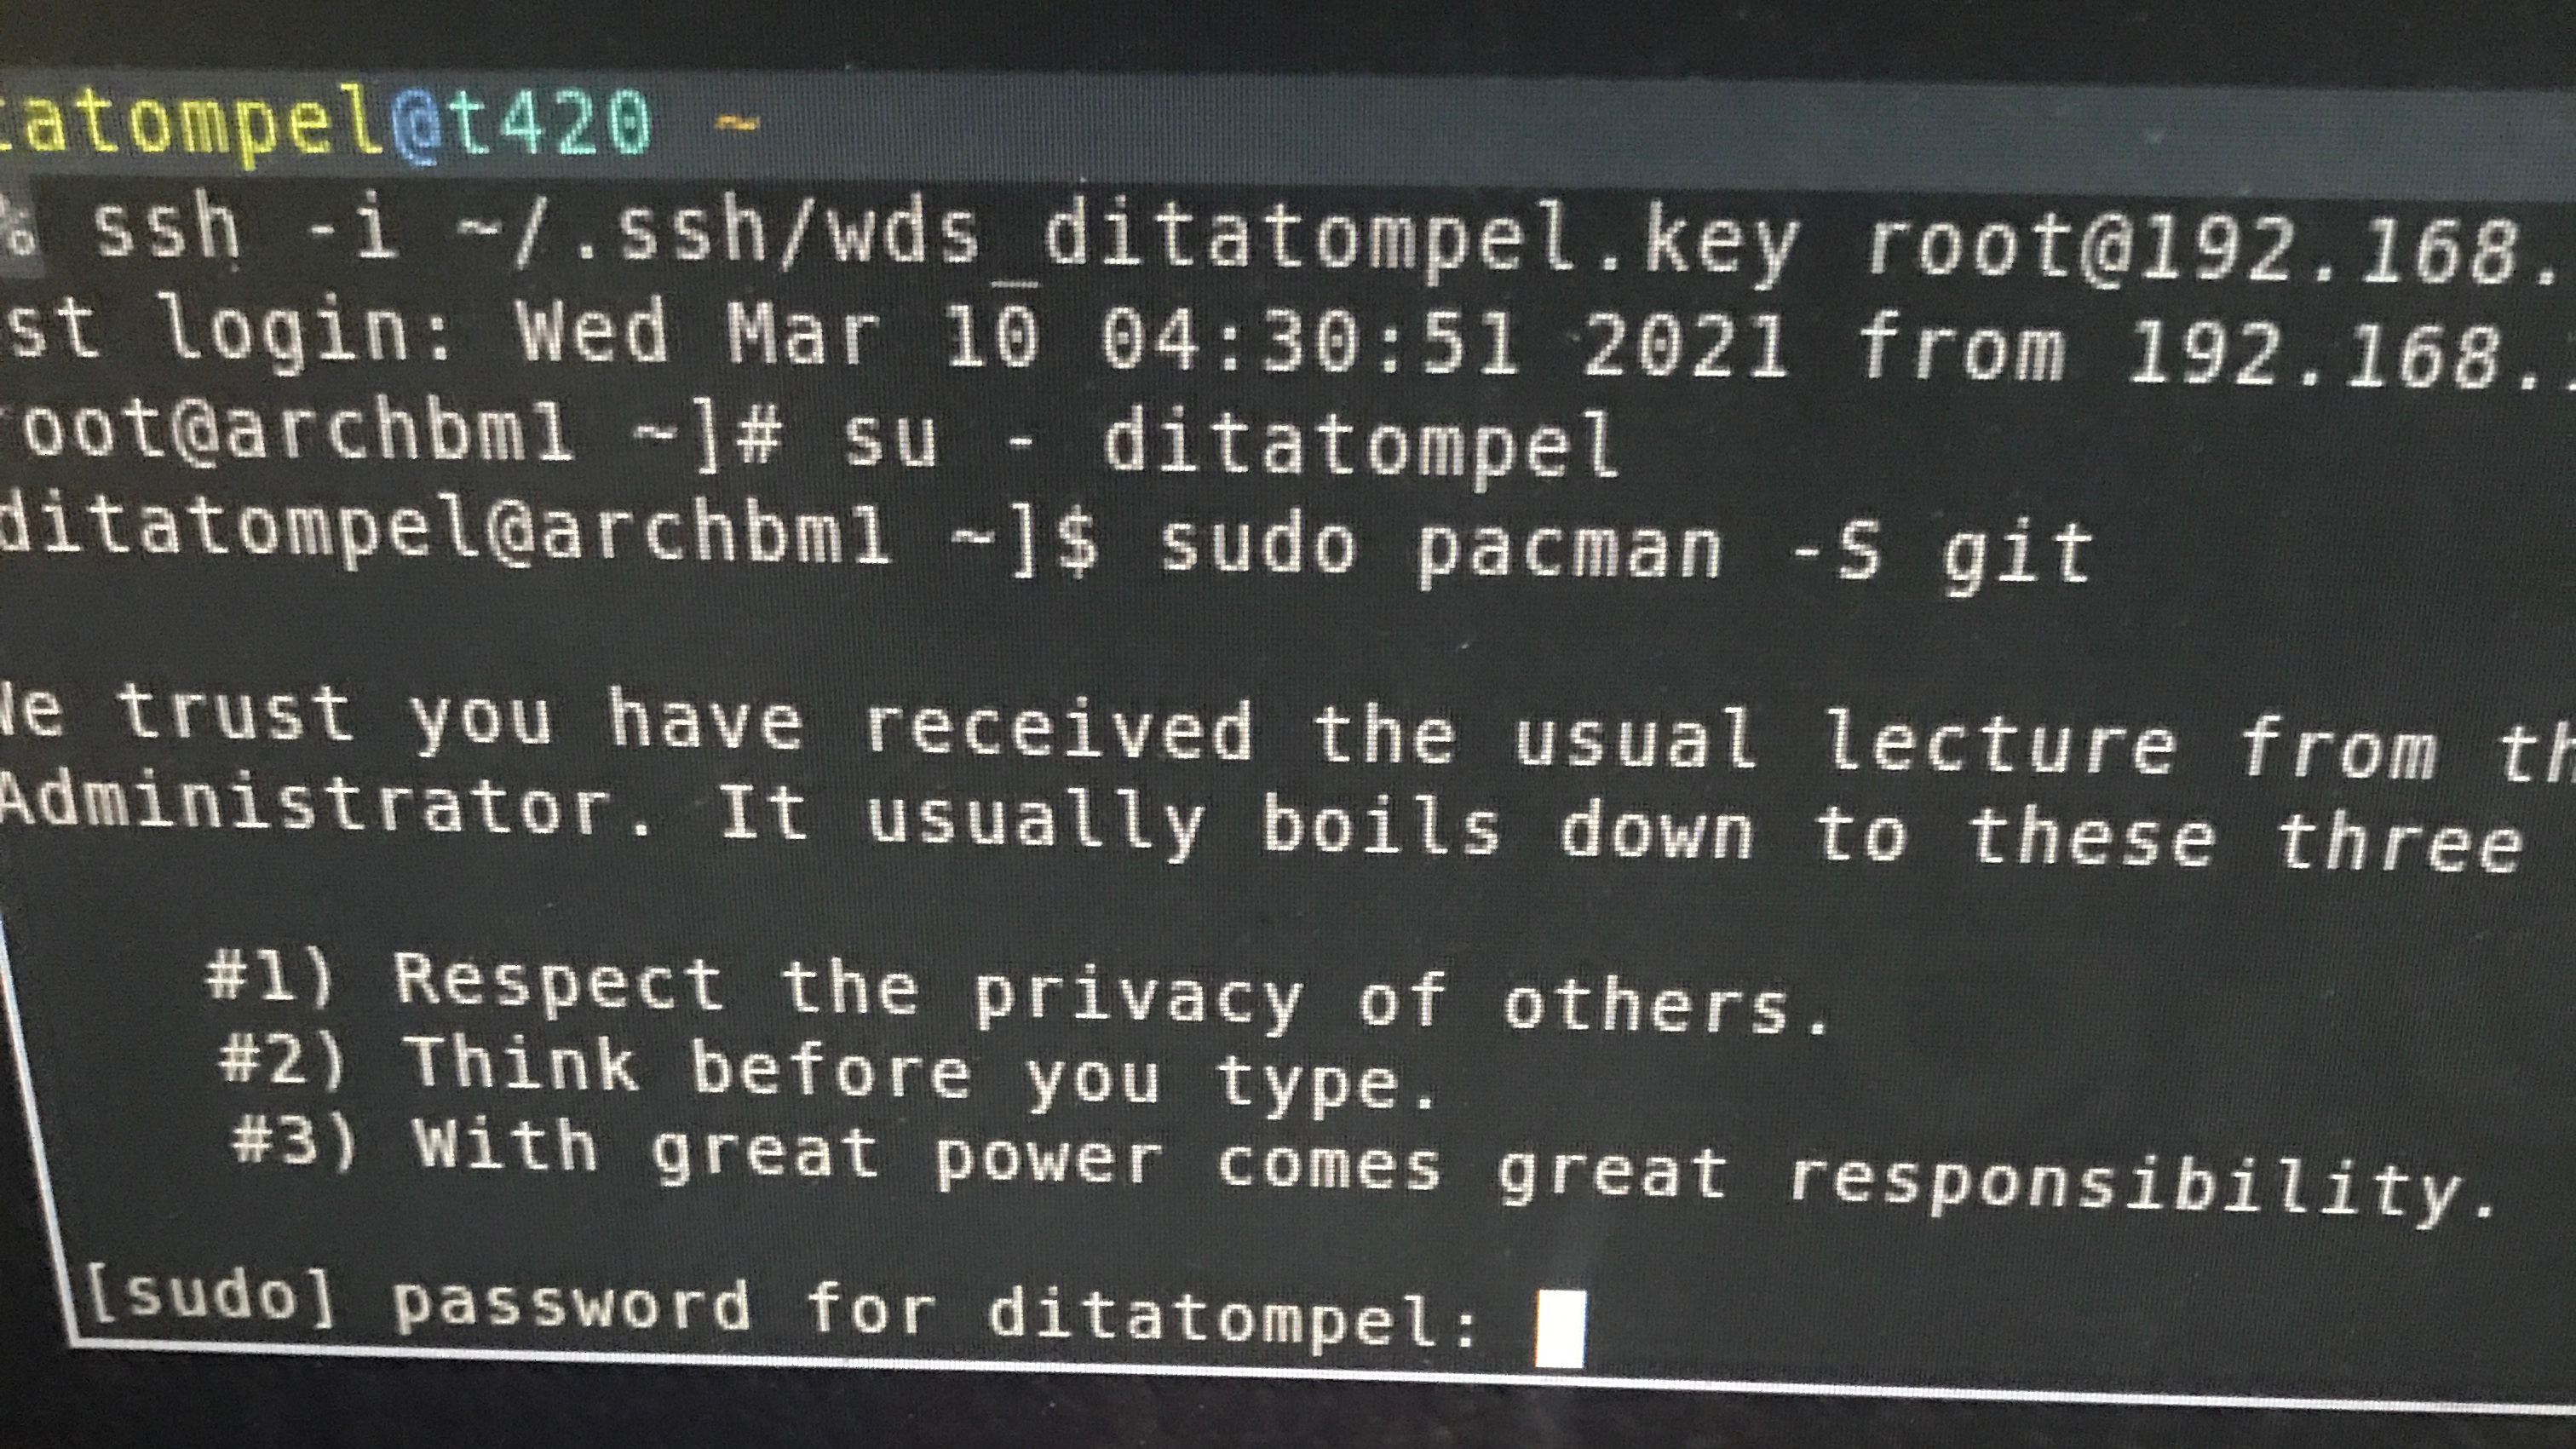 tatompel@t420 ~
% ssh -i ~/.ssh/wds_ditatompel.key root@192.168.
st login: Wed Mar 10 04:30:51 2021 from 192.168.
root@archbm1 ~]# su - ditatompel
ditatompel@archbm1 ~]$ sudo pacman -S git
We trust you have received the usual lecture from th
Administrator. It usually boils down to these three
#1) Respect the privacy of others.
#2) Think before you type.
#3) With great power comes great responsibility.
[sudo] password for ditatompel: